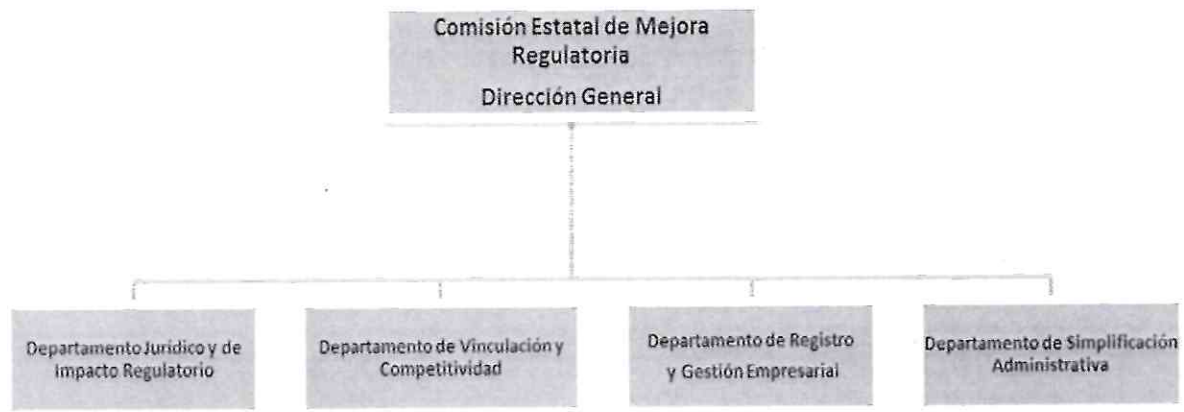 Comisión Estatal de Mejora
Regulatoria
Dirección General
Departamento Jurídico y de
Impacto Regulatorio
Departamento de Vinculación y
Competitividad
Departamento de Registro
y Gestión Empresarial
Departamento de Simplificación
Administrativa